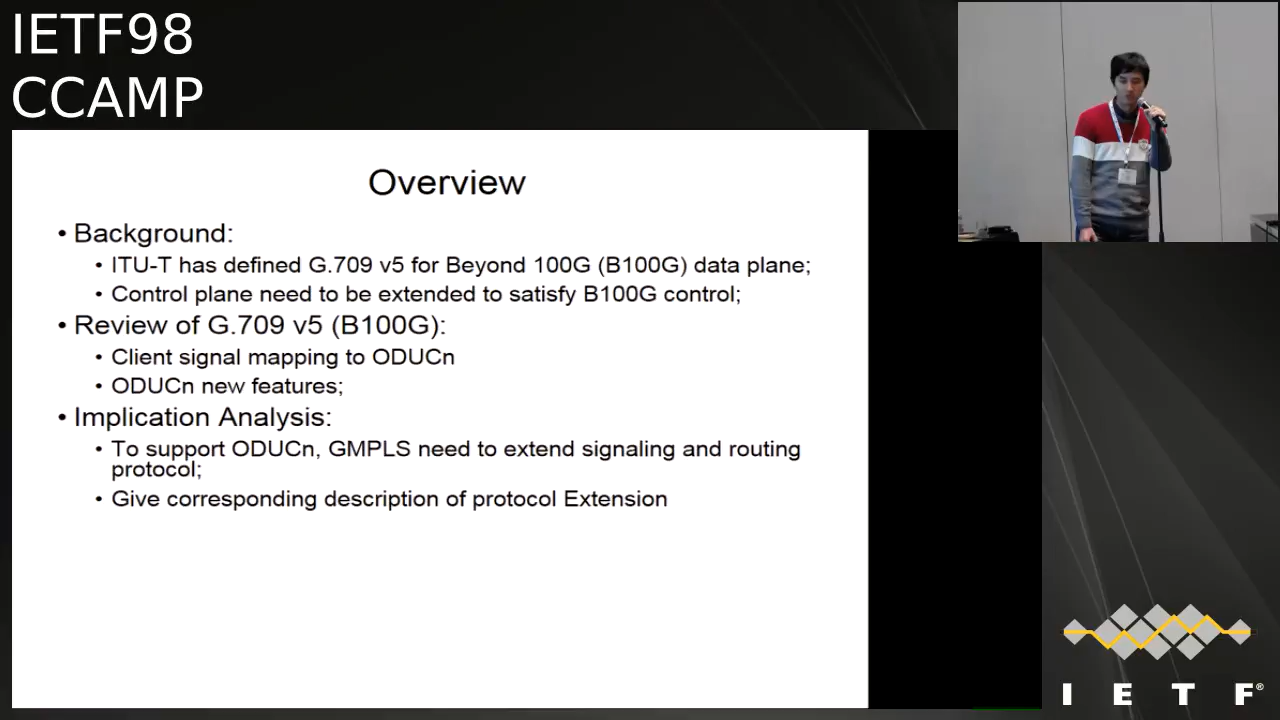 IETF98
CCAMP
Overview
• Background:
• ITU-T has defined G.709 v5 for Beyond 100G (B100G) data plane;
• Control plane need to be extended to satisfy B100G control;
• Review of G.709 v5 (B100G):
• Client signal mapping to ODUCn
• ODUCn new features;
• Implication Analysis:
• To support ODUCn, GMPLS need to extend signaling and routing
protocol;
• Give corresponding description of protocol Extension
I E T F®